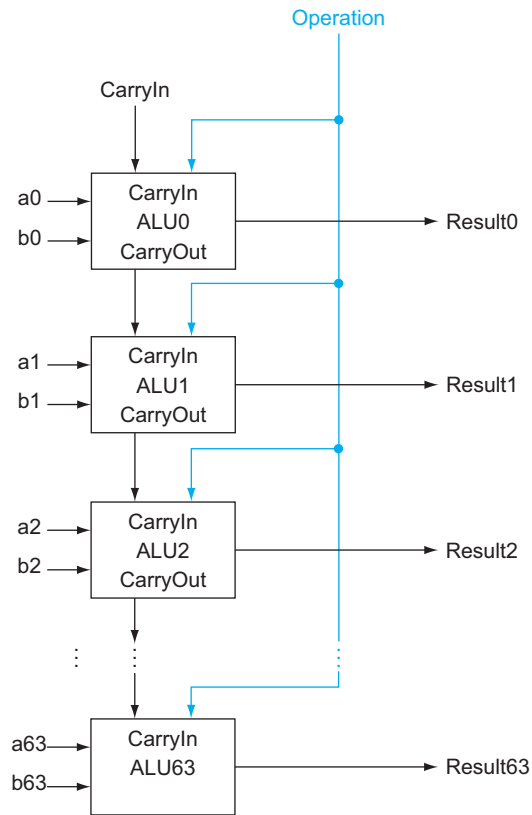 Operation
CarryIn
a0
b0
CarryIn
ALU0
CarryOut
Result0
a1
b1
CarryIn
ALU1
CarryOut
Result1
a2
b2
CarryIn
ALU2
CarryOut
Result2
a63
b63
CarryIn
ALU63
Result63